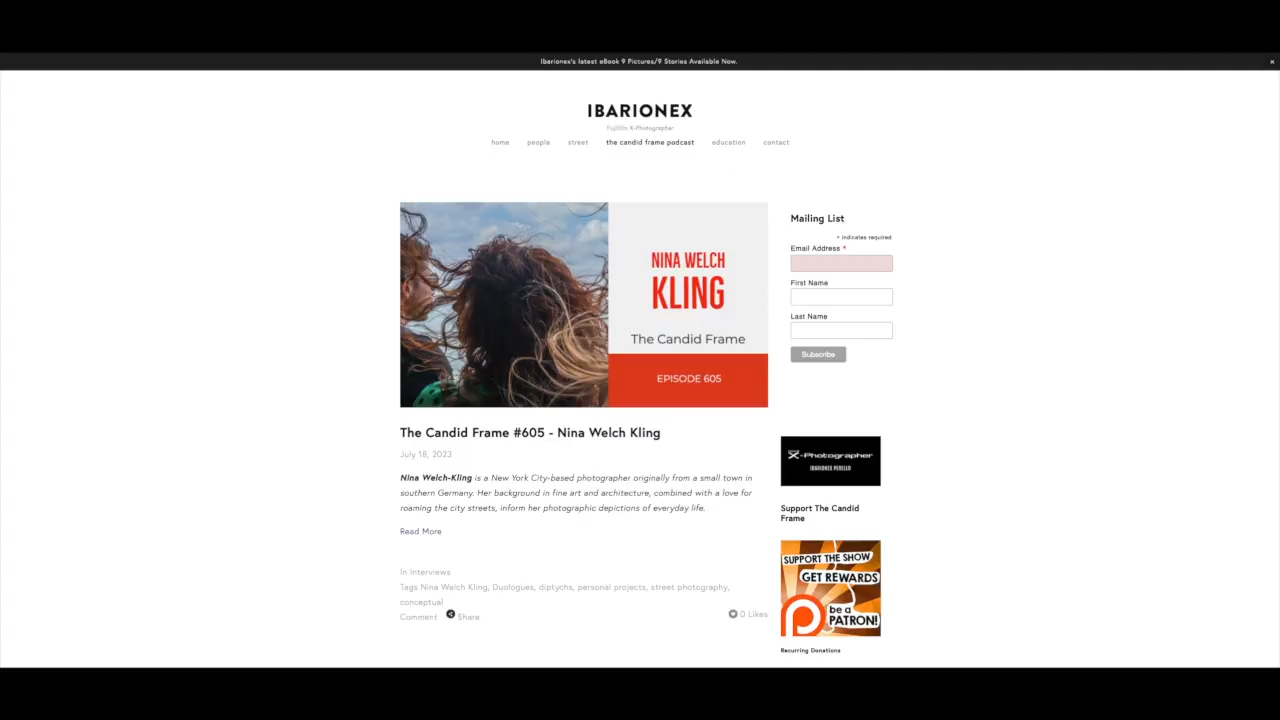 Ibarionex's latest eBook 9 Pictures/9 Stories Available Now.
×
IBARIONEX
Fujifilm X-Photographer
home people street the candid frame podcast education contact
NINA WELCH
KLING
The Candid Frame
EPISODE 605
The Candid Frame #605 - Nina Welch Kling
July 18, 2023
Nina Welch-Kling is a New York City-based photographer originally from a small town in
southern Germany. Her background in fine art and architecture, combined with a love for
roaming the city streets, inform her photographic depictions of everyday life.
Read More
In Interviews
Tags Nina Welch Kling, Duologues, diptychs, personal projects, street photography,
conceptual
Comment Share
0 Likes
Mailing List
* indicates required
Email Address *
First Name
Last Name
Subscribe
X-Photographer
IBARIONEX PERELLO
Support The Candid
Frame
SUPPORT THE SHOW
GET REWARDS
be a
PATRON!
Recurring Donations